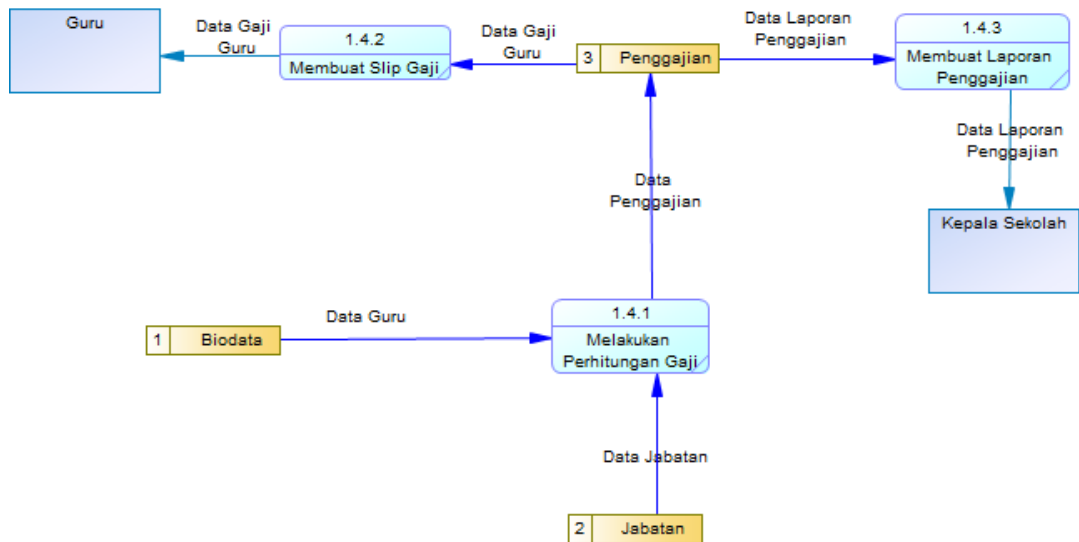 Guru
Data Gaji
Guru
1.4.2
Membuat Slip Gaji
Data Gaji
Guru
3 Penggajian
Data Laporan
Penggajian
1.4.3
Membuat Laporan
Penggajian
Data Laporan
Penggajian
Kepala Sekolah
Data
Penggajian
1.4.1
Melakukan
Perhitungan Gaji
Data Guru
1 Biodata
Data Jabatan
2 Jabatan